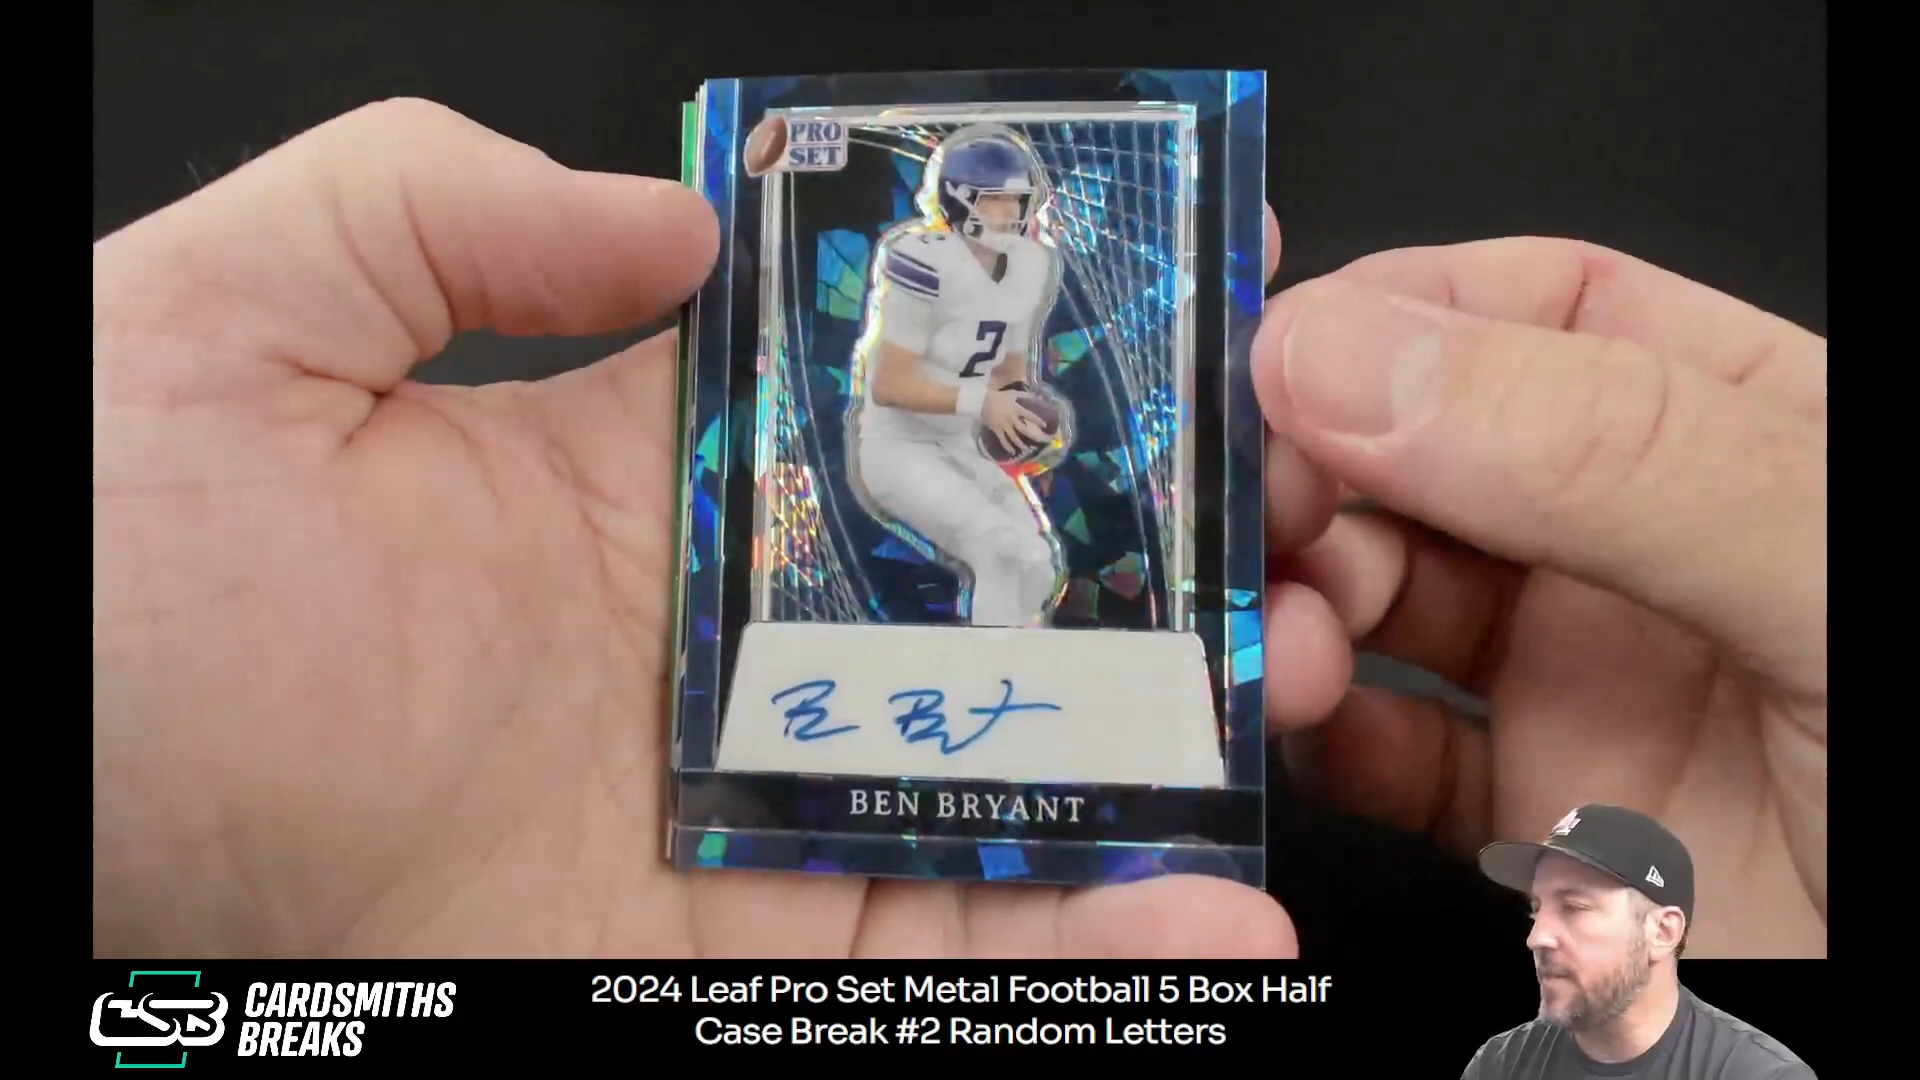 PRO
SET
2
BEN BRYANT
CSB
CARDSMITHS
BREAKS
2024 Leaf Pro Set Metal Football 5 Box Half
Case Break #2 Random Letters